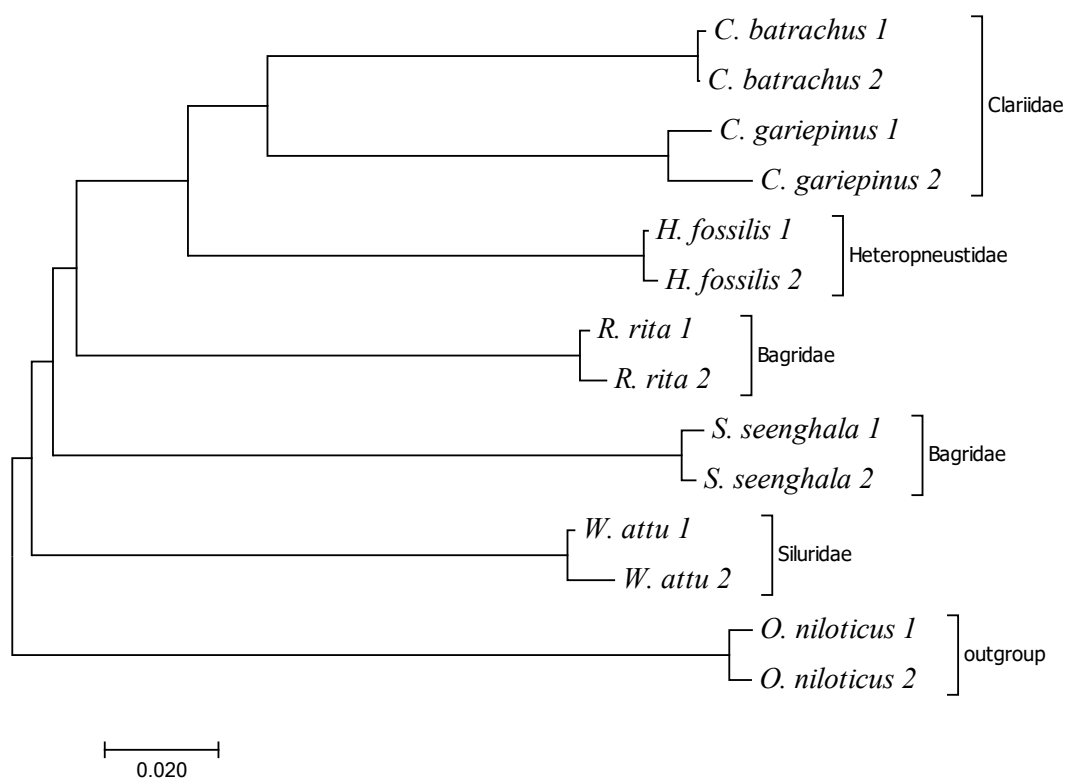 C. batrachus 1
C. batrachus 2
Clariidae
C. gariepinus 1
C. gariepinus 2
H. fossilis 1
Heteropneustidae
H. fossilis 2
R. rita 1
Bagridae
R. rita 2
S. seenghala 1
Bagridae
S. seenghala 2
W. attu 1
Siluridae
W. attu 2
O. niloticus 1
outgroup
O. niloticus 2
0.020